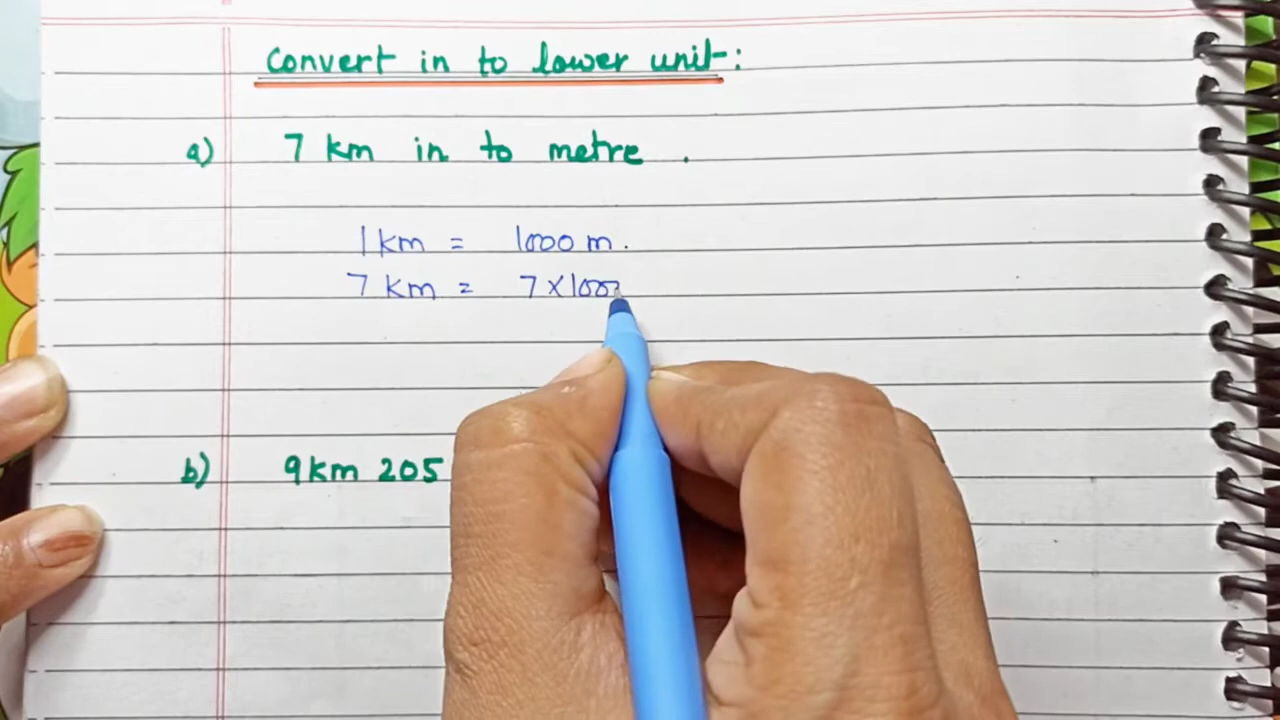 Convert in to lower unit:
a) 7 km in to metre .
1 km = 1000 m .
7 km = 7 × 100
b) 9 km 205